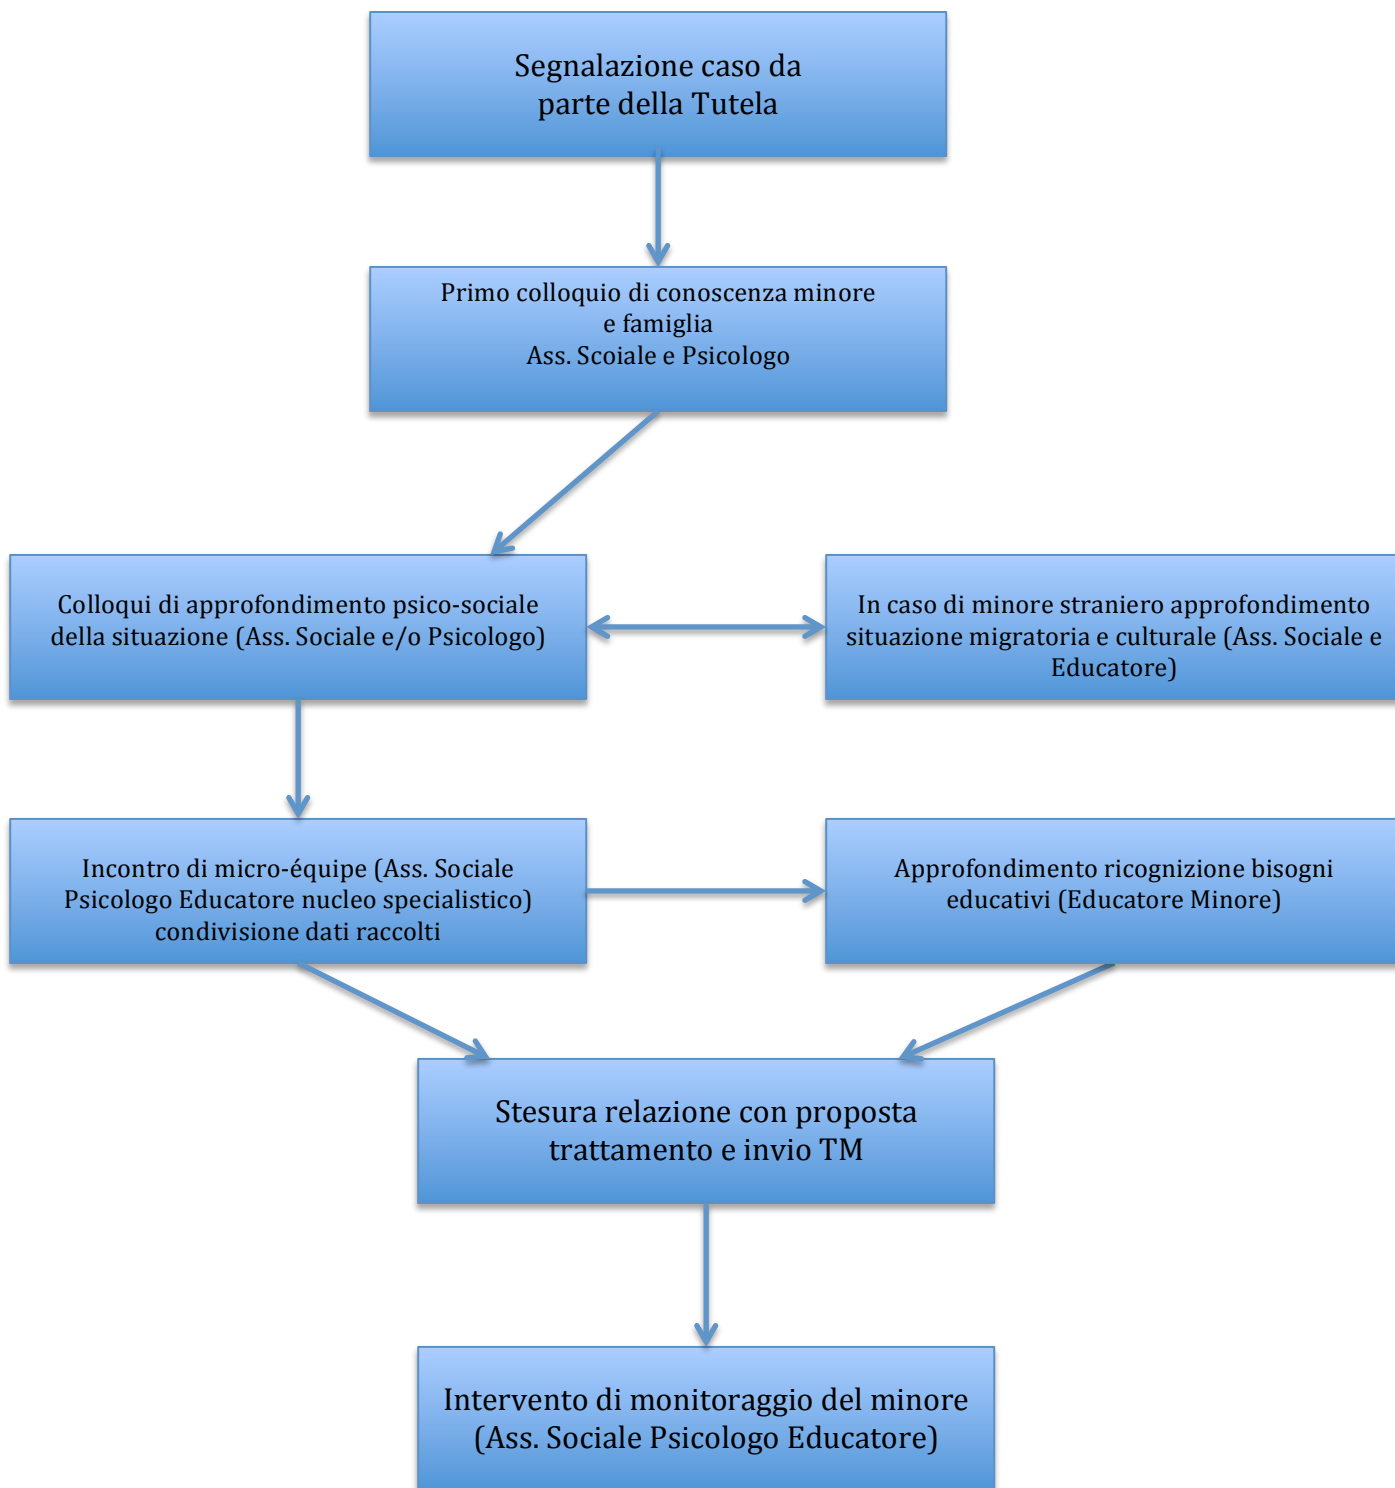 Segnalazione caso da
parte della Tutela
Primo colloquio di conoscenza minore
e famiglia
Ass. Scoiale e Psicologo
Colloqui di approfondimento psico-sociale
della situazione (Ass. Sociale e/o Psicologo)
In caso di minore straniero approfondimento
situazione migratoria e culturale (Ass. Sociale e
Educatore)
Incontro di micro-équipe (Ass. Sociale
Psicologo Educatore nucleo specialistico)
condivisione dati raccolti
Approfondimento ricognizione bisogni
educativi (Educatore Minore)
Stesura relazione con proposta
trattamento e invio TM
Intervento di monitoraggio del minore
(Ass. Sociale Psicologo Educatore)